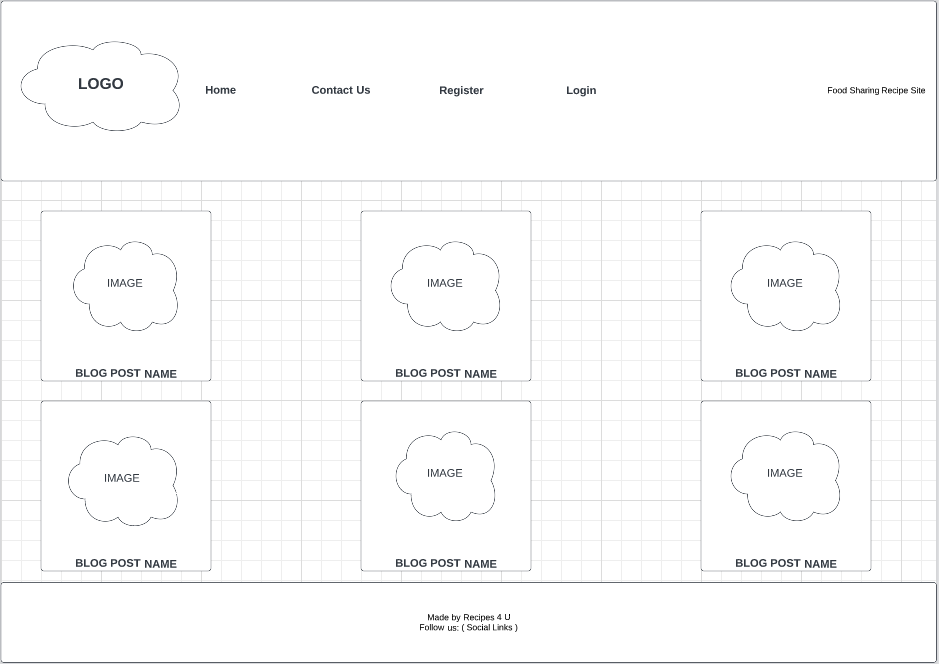 LOGO
Home Contact Us Register Login Food Sharing Recipe Site
IMAGE IMAGE IMAGE
BLOG POST NAME BLOG POST NAME BLOG POST NAME
IMAGE IMAGE IMAGE
BLOG POST NAME BLOG POST NAME BLOG POST NAME
Made by Recipes 4 U
Follow us: ( Social Links )